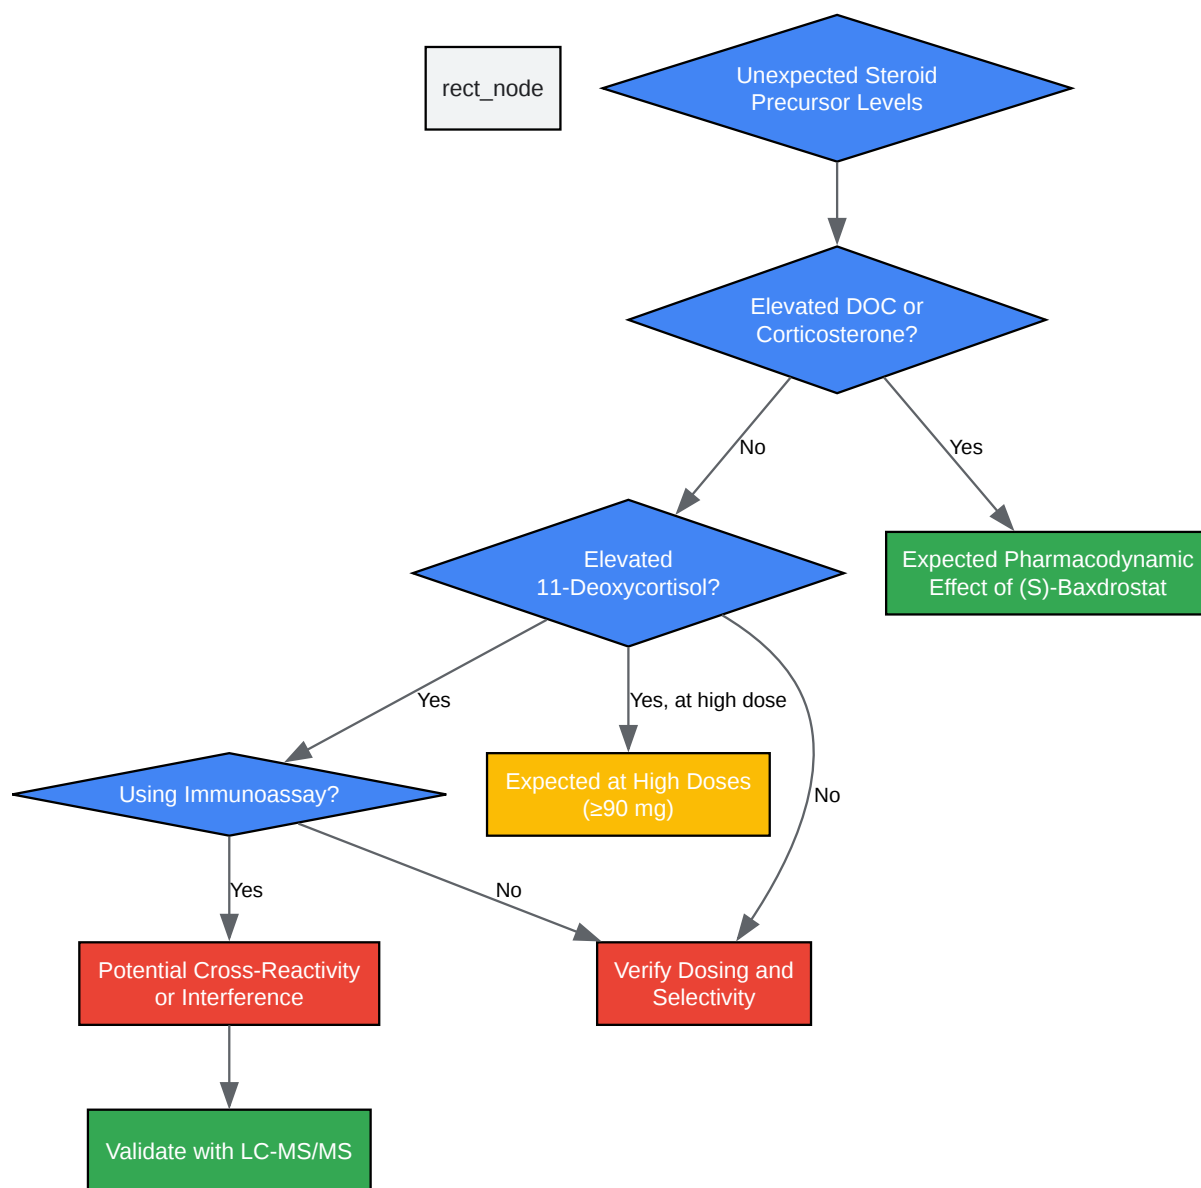 rect_node
Unexpected Steroid
Precursor Levels
Elevated DOC or
Corticosterone?
No
Yes
Elevated
11-Deoxycortisol?
Expected Pharmacodynamic
Effect of (S)-Baxdrostat
Yes
Yes, at high dose
No
Using Immunoassay?
Expected at High Doses
(≥90 mg)
Yes
No
Potential Cross-Reactivity
or Interference
Verify Dosing and
Selectivity
Validate with LC-MS/MS